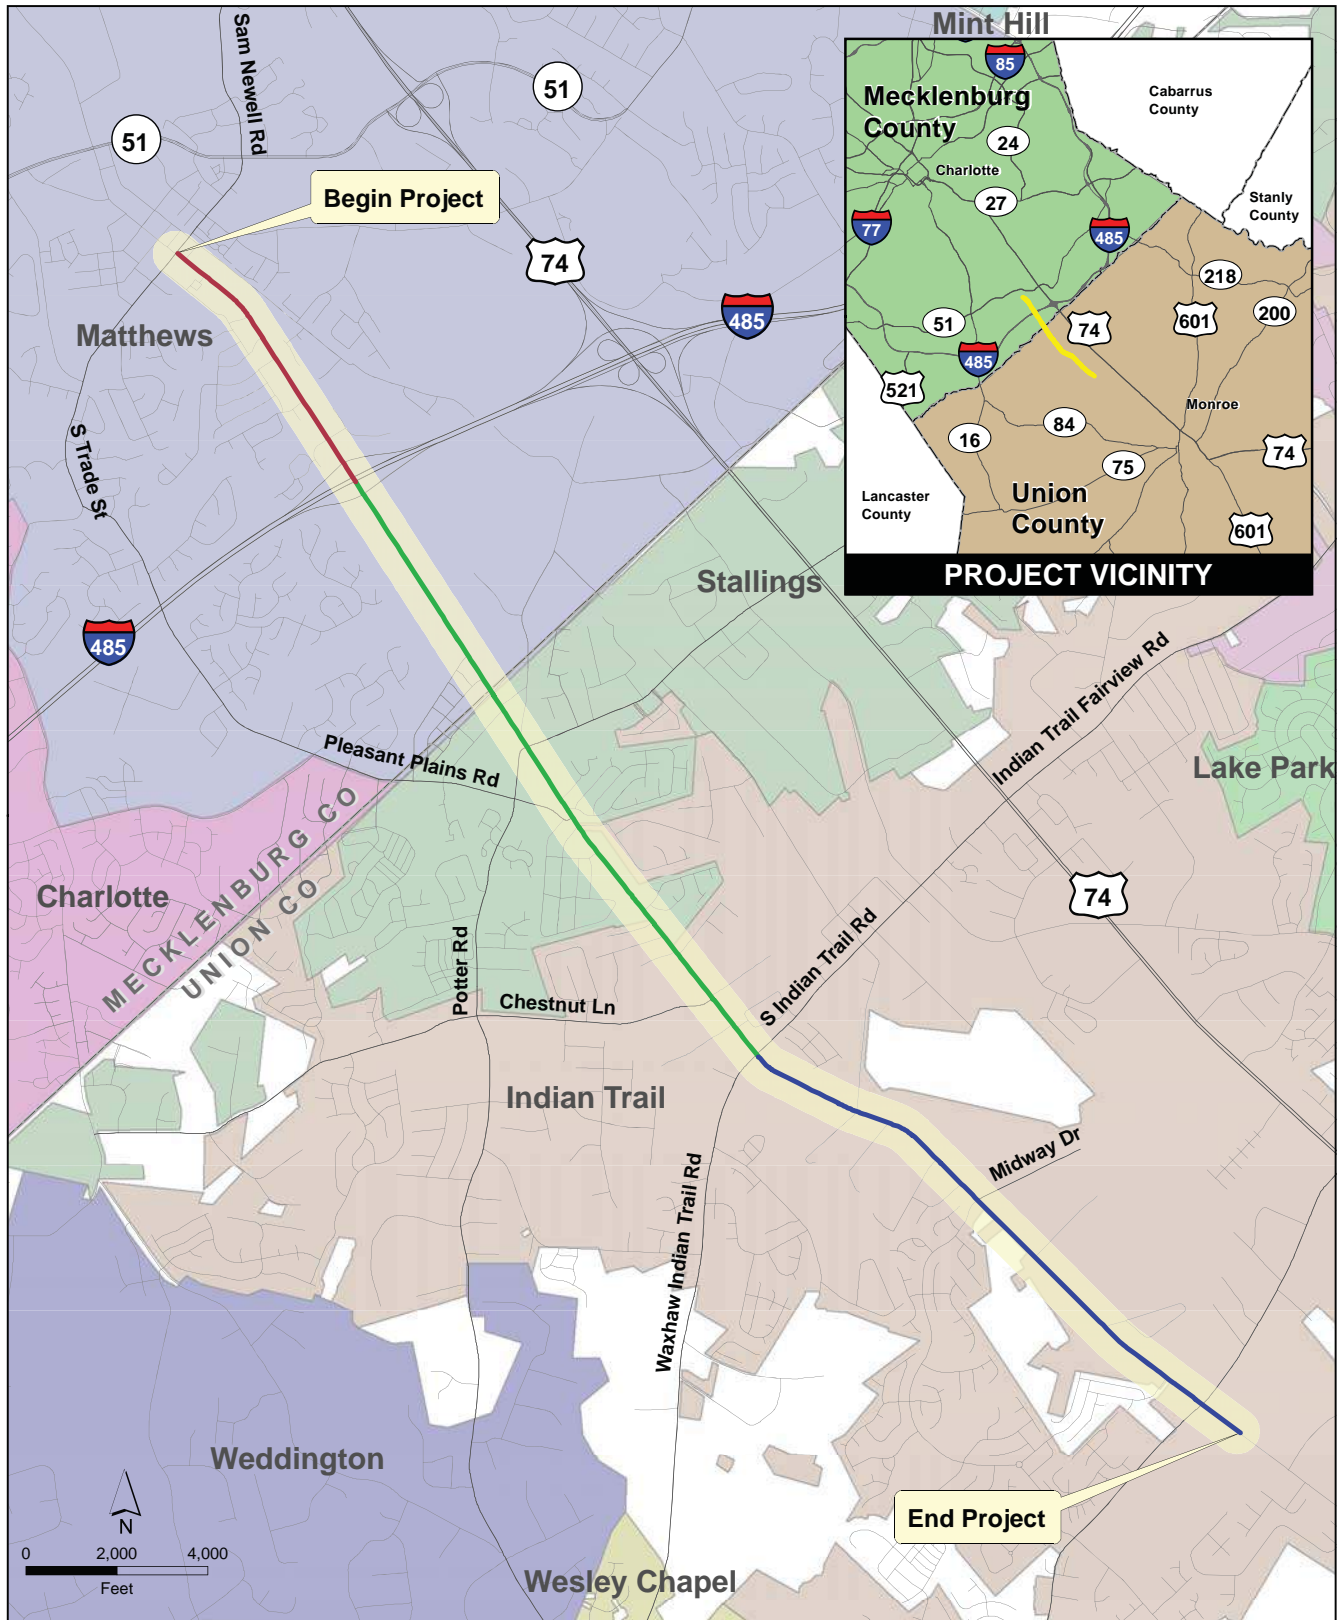 Mint Hill
Sam Newell Rd
51
51
Begin Project
74
485
Matthews
S Trade St
485
Stallings
Pleasant Plains Rd
Indian Trail Fairview Rd
Lake Park
Charlotte
MECKLENBURG CO
UNION CO
74
Potter Rd
Chestnut Ln
S Indian Trail Rd
Indian Trail
Midway Dr
Waxhaw Indian Trail Rd
Weddington
End Project
Wesley Chapel
N
0 2,000 4,000
Feet
85
Mecklenburg
County
Cabarrus
County
24
Charlotte
27
Stanly
County
77
485
218
51
74
601
200
485
521
Monroe
84
16
75
74
Lancaster
County
Union
County
601
PROJECT VICINITY